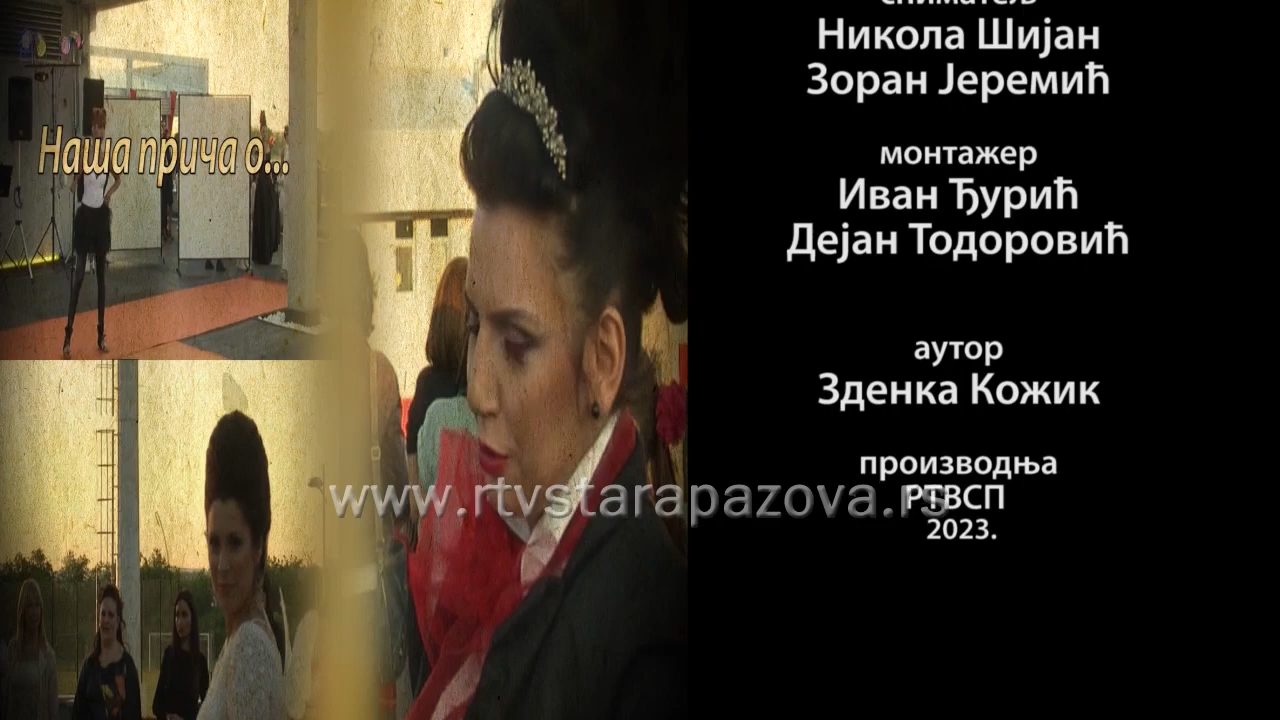 Наша прича о...
сниматељ
Никола Шијан
Зоран Јеремић
монтажер
Иван Ђурић
Дејан Тодоровић
аутор
Зденка Кожик
производња
www.rtvstarapazova.rs
РТВСП
2023.